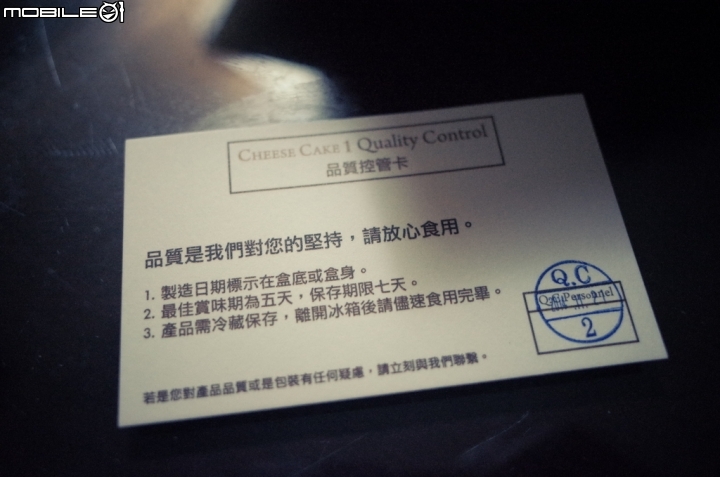 MOBILE01
CHEESE CAKE 1 Quality Control
品質控管卡
品質是我們對您的堅持，請放心食用。
1. 製造日期標示在盒底或盒身。
2. 最佳賞味期為五天，保存期限七天。
3. 產品需冷藏保存，離開冰箱後請儘速食用完畢。
Q.C
Q.C Personnel
2
若是您對產品品質或是包裝有任何疑慮，請立刻與我們聯繫。